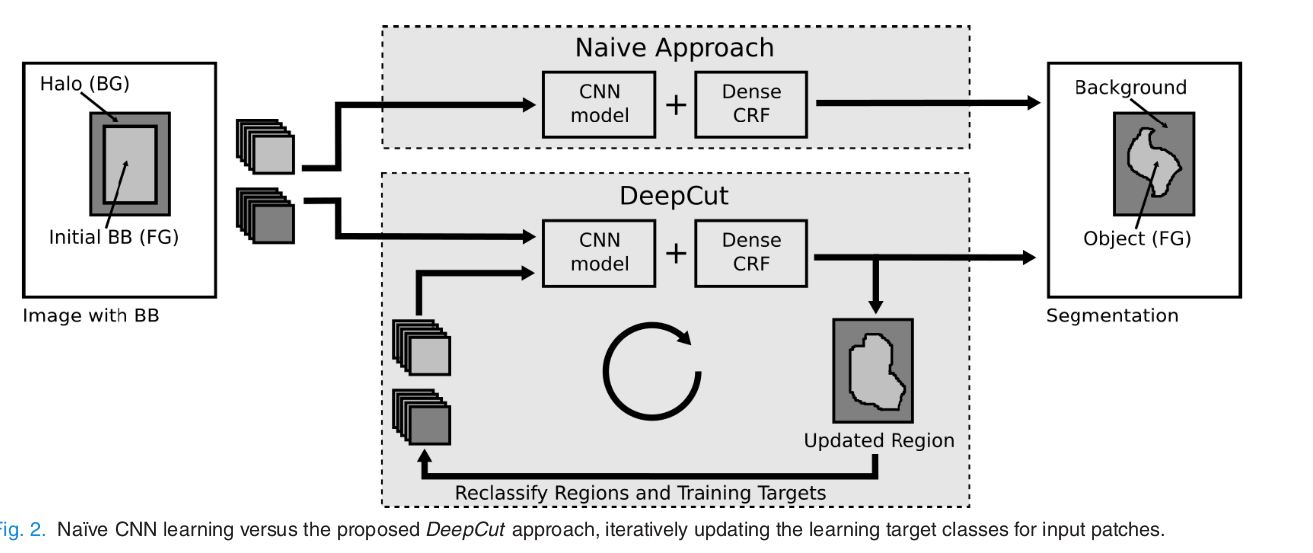 Naive Approach
Halo (BG)
CNN
model
+
Dense
CRF
Background
Initial BB (FG)
Object (FG)
Image with BB
Segmentation
DeepCut
CNN
model
+
Dense
CRF
Updated Region
Reclassify Regions and Training Targets
Fig. 2. Naïve CNN learning versus the proposed DeepCut approach, iteratively updating the learning target classes for input patches.